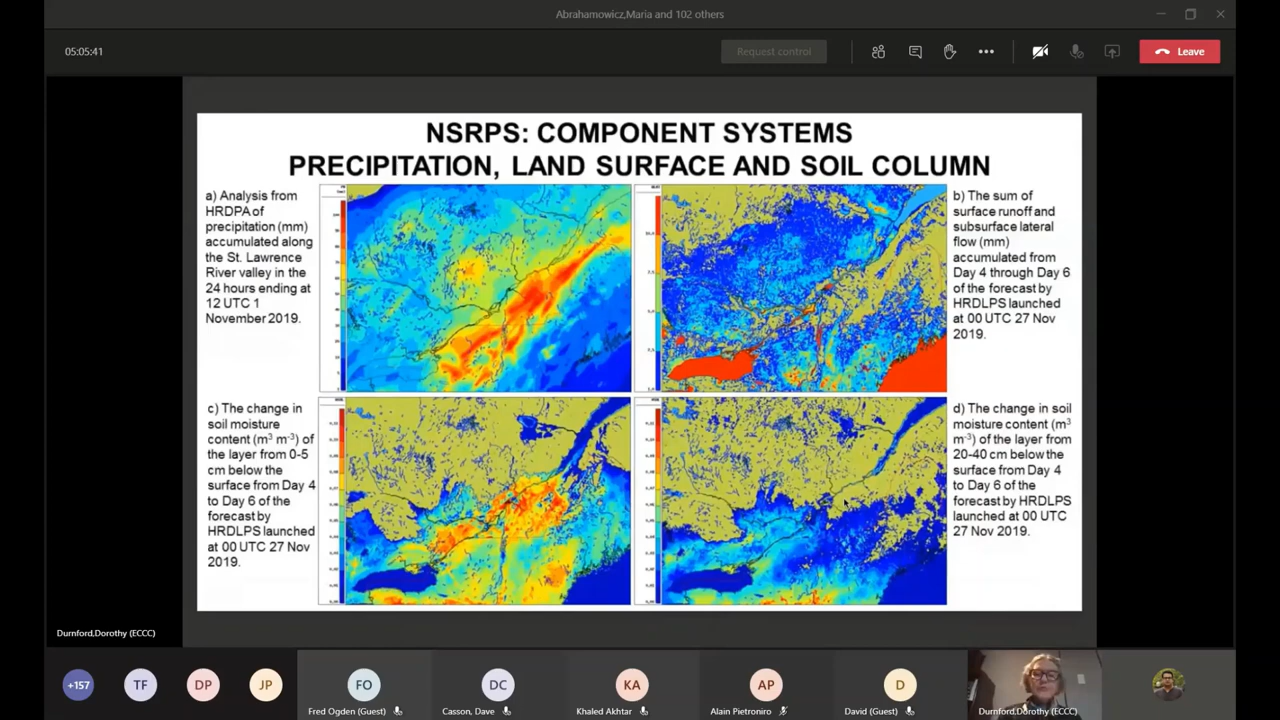 Abrahamowicz,Maria and 102 others
05:05:41
Request control
Leave
NSRPS: COMPONENT SYSTEMS
PRECIPITATION, LAND SURFACE AND SOIL COLUMN
a) Analysis from
HRDPA of
precipitation (mm)
accumulated along
the St. Lawrence
River valley in the
24 hours ending at
12 UTC 1
November 2019.
b) The sum of
surface runoff and
subsurface lateral
flow (mm)
accumulated from
Day 4 through Day 6
of the forecast by
HRDLPS launched
at 00 UTC 27 Nov
2019.
c) The change in
soil moisture
content (m³ m⁻³) of
the layer from 0-5
cm below the
surface from Day 4
to Day 6 of the
forecast by
HRDLPS launched
at 00 UTC 27 Nov
2019.
d) The change in soil
moisture content (m³
m⁻³) of the layer from
20-40 cm below the
surface from Day 4
to Day 6 of the
forecast by HRDLPS
launched at 00 UTC
27 Nov 2019.
Durnford,Dorothy (ECCC)
+157
TF
DP
JP
FO
DC
KA
AP
D
Fred Ogden (Guest)
Casson, Dave
Khaled Akhtar
Alain Pietroniro
David (Guest)
Durnford,Dorothy (ECCC)